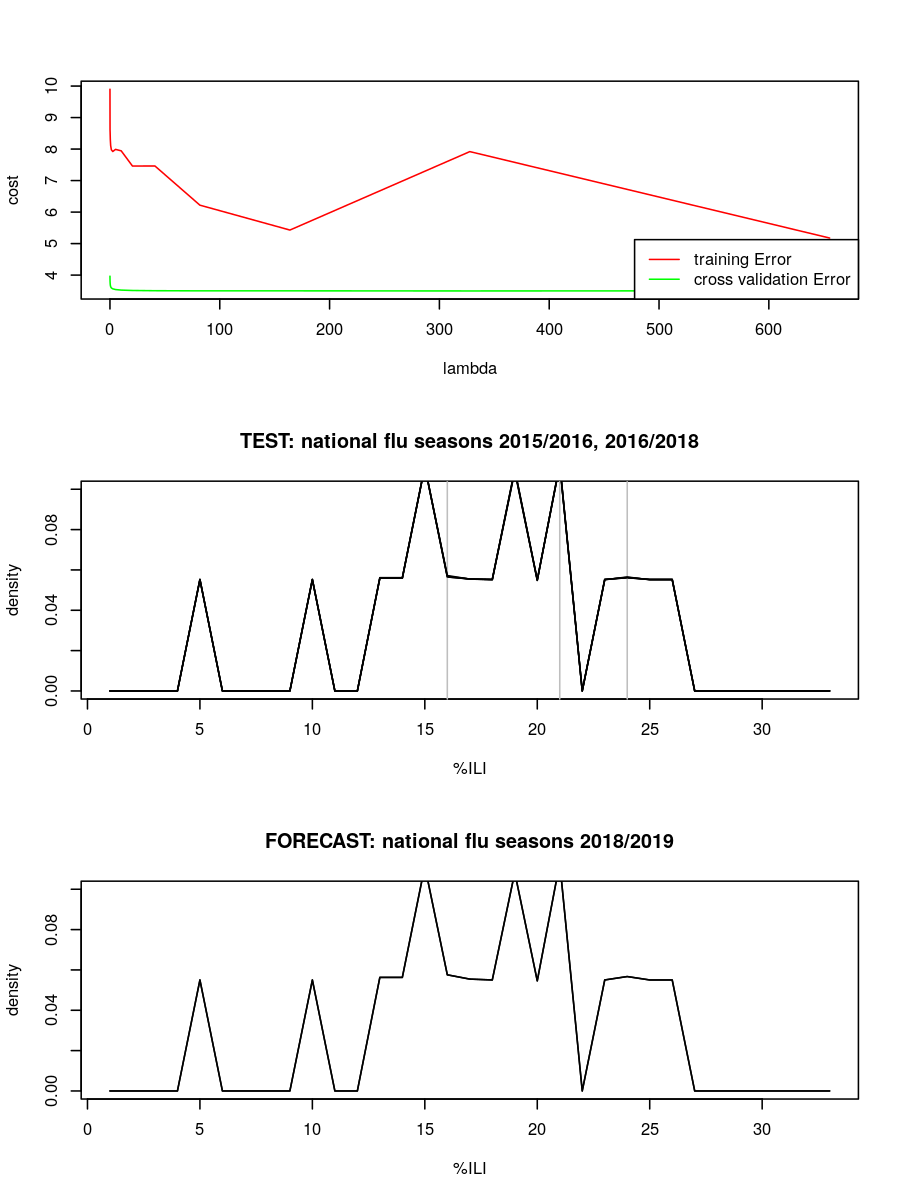 10
9
8
7
6
5
4
cost
training Error
cross validation Error
0 100 200 300 400 500 600
lambda
TEST: national flu seasons 2015/2016, 2016/2018
0.08
0.04
0.00
density
0 5 10 15 20 25 30
%ILI
FORECAST: national flu seasons 2018/2019
0.08
0.04
0.00
density
0 5 10 15 20 25 30
%ILI